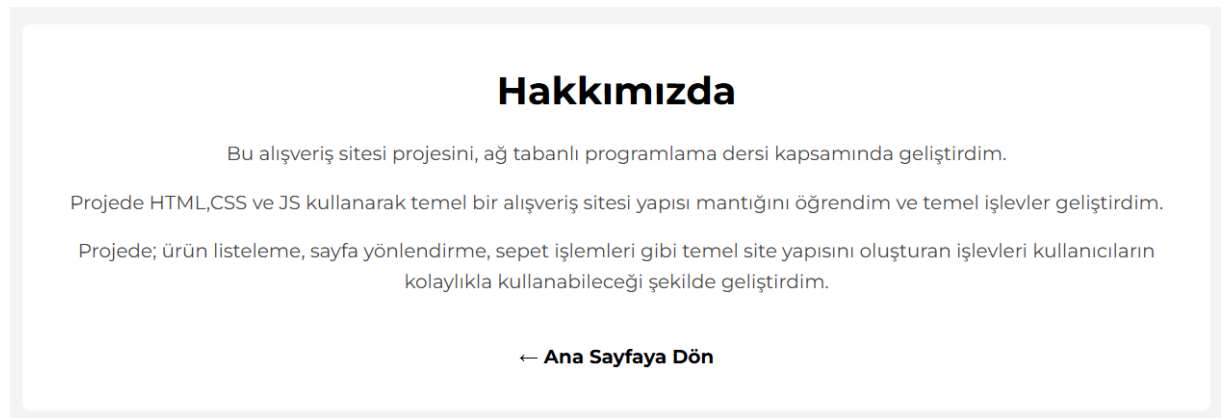 Hakkımızda
Bu alışveriş sitesi projesini, ağ tabanlı programlama dersi kapsamında geliştirdim.
Projede HTML,CSS ve JS kullanarak temel bir alışveriş sitesi yapısı mantığını öğrendim ve temel işlevler geliştirdim.
Projede; ürün listeleme, sayfa yönlendirme, sepet işlemleri gibi temel site yapısını oluşturan işlevleri kullanıcıların
kolaylıkla kullanabileceği şekilde geliştirdim.
← Ana Sayfaya Dön